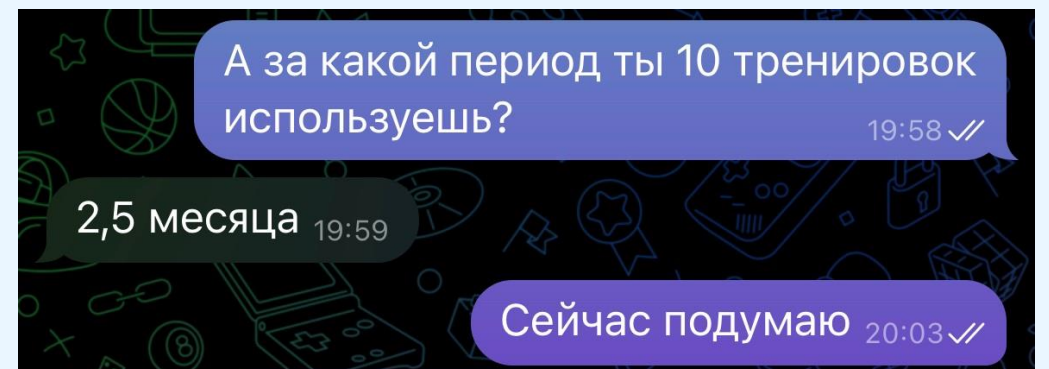 А за какой период ты 10 тренировок
используешь?
19:58
2,5 месяца 19:59
Сейчас подумаю 20:03